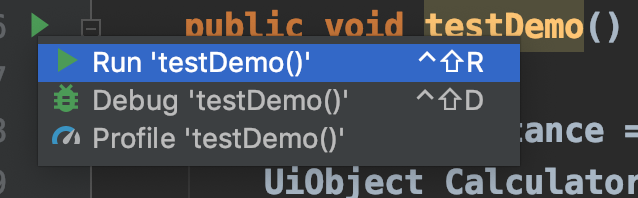 public void testDemo()
Run 'testDemo()' ^⇧R
Debug 'testDemo()' ^⇧D
Profile 'testDemo()'
tance =
UiObject Calculator